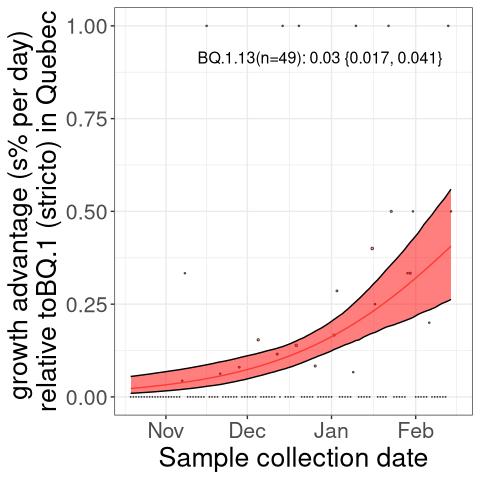 growth advantage (s% per day)
relative toBQ.1 (stricto) in Quebec
1.00
0.75
0.50
0.25
0.00
BQ.1.13(n=49): 0.03 {0.017, 0.041}
Nov Dec Jan Feb
Sample collection date